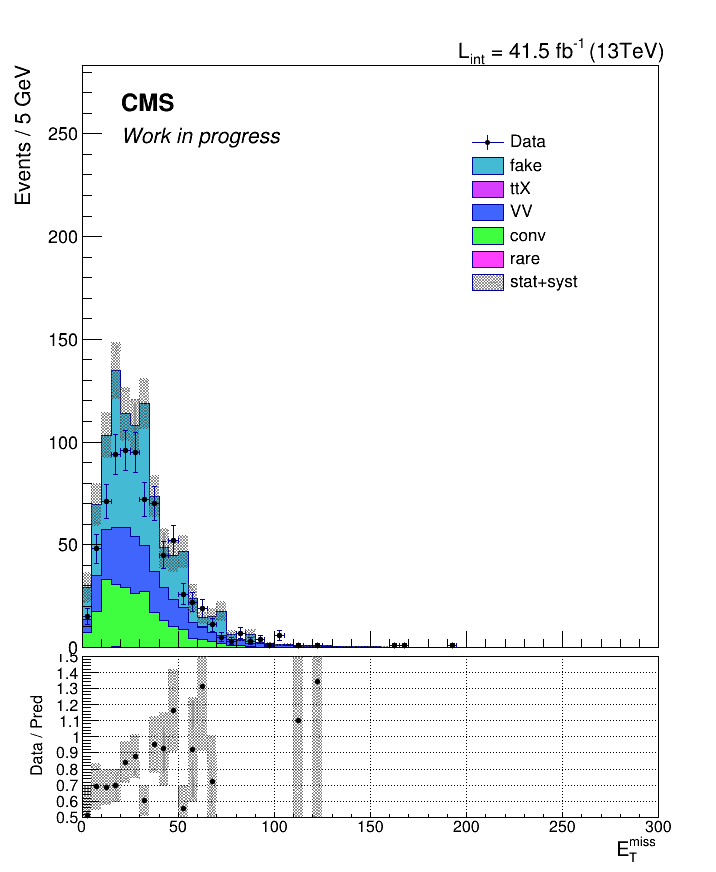 L_int = 41.5 fb^-1 (13TeV)
Events / 5 GeV
CMS
Work in progress
Data
fake
ttX
VV
conv
rare
stat+syst
250
200
150
100
50
0
Data / Pred
1.5
1.4
1.3
1.2
1.1
1
0.9
0.8
0.7
0.6
0.5
0 50 100 150 200 250 300
E_T^miss